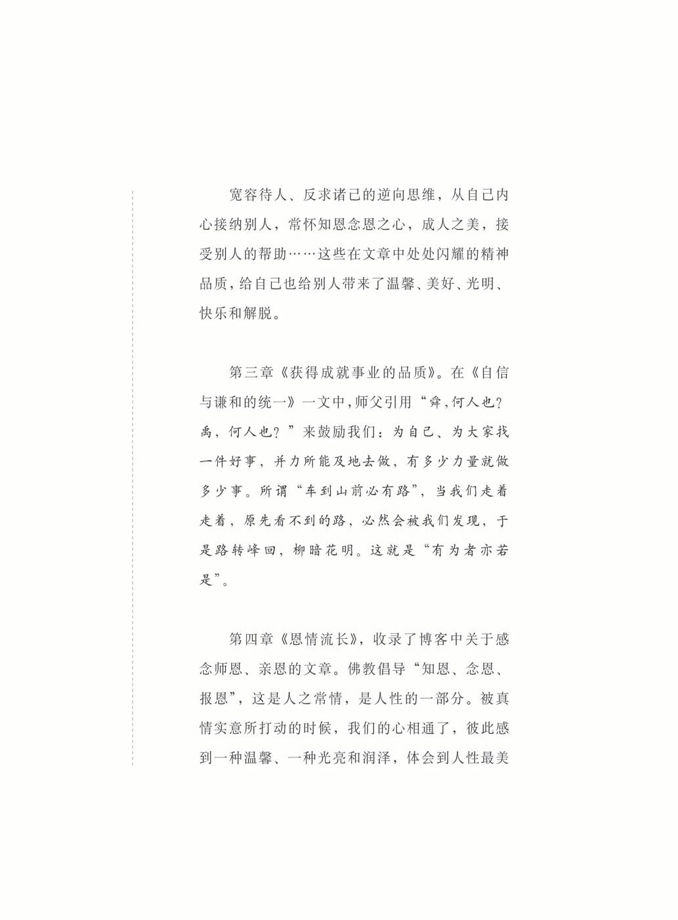 宽容待人、反求诸己的逆向思维，从自己内
心接纳别人，常怀知恩念恩之心，成人之美，接
受别人的帮助……这些在文章中处处闪耀的精神
品质，给自己也给别人带来了温馨、美好、光明、
快乐和解脱。
第三章《获得成就事业的品质》。在《自信
与谦和的统一》一文中，师父引用“舜，何人也？
禹，何人也？”来鼓励我们：为自己、为大家找
一件好事，并力所能及地去做，有多少力量就做
多少事。所谓“车到山前必有路”，当我们走着
走着，原先看不到的路，必然会被我们发现，于
是路转峰回，柳暗花明。这就是“有为者亦若
是”。
第四章《恩情流长》，收录了博客中关于感
念师恩、亲恩的文章。佛教倡导“知恩、念恩、
报恩”，这是人之常情，是人性的一部分。被真
情实意所打动的时候，我们的心相通了，彼此感
到一种温馨、一种光亮和润泽，体会到人性最美